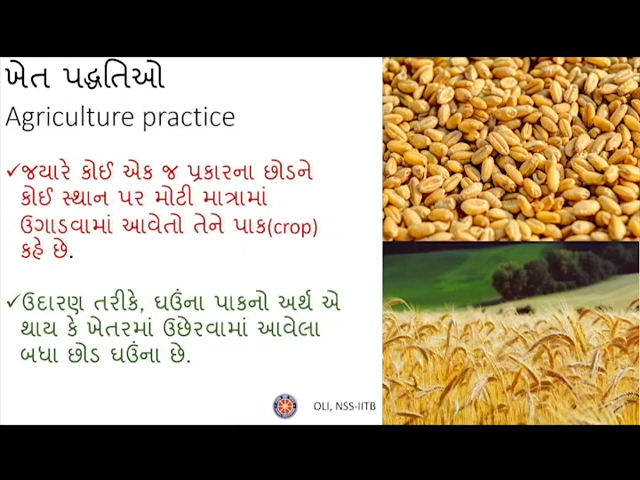 ખેત પદ્ધતિઓ
Agriculture practice
✓જયારે કોઈ એક જ પ્રકારના છોડને
કોઈ સ્થાન પર મોટી માત્રામાં
ઉગાડવામાં આવેતો તેને પાક(crop)
કહે છે.
✓ઉદારણ તરીકે, ઘઉંના પાકનો અર્થ એ
થાય કે ખેતરમાં ઉછેરવામાં આવેલા
બધા છોડ ઘઉંના છે.
OLI, NSS-IITB